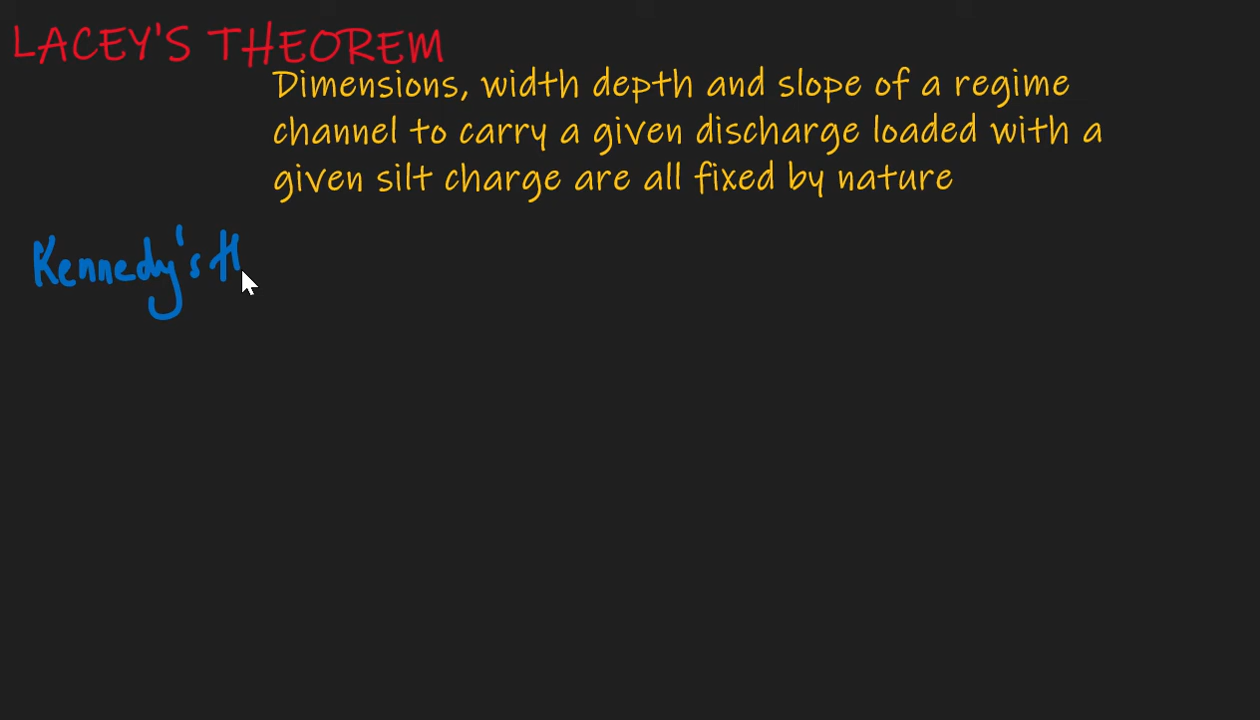 LACEY'S THEOREM
Dimensions, width depth and slope of a regime
channel to carry a given discharge loaded with a
given silt charge are all fixed by nature
Kennedy's th